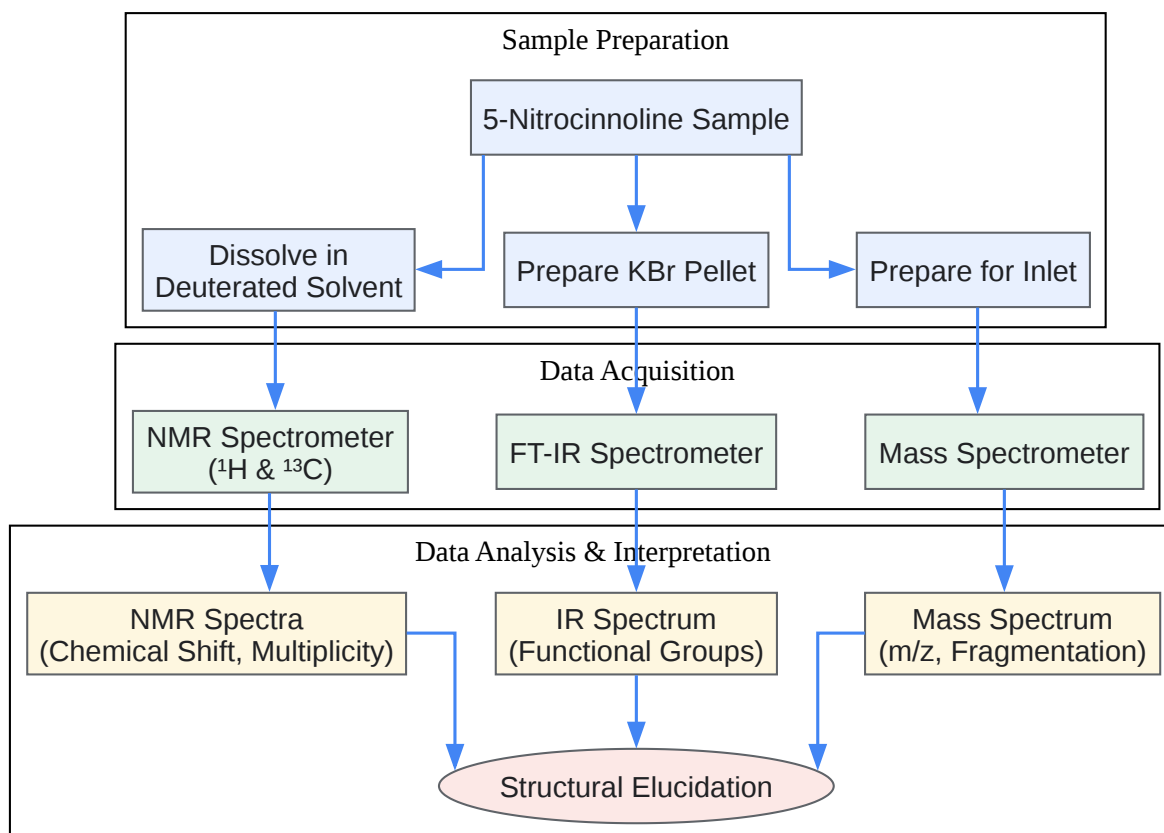 Sample Preparation
5-Nitrocinnoline Sample
Dissolve in
Deuterated Solvent
Prepare KBr Pellet
Prepare for Inlet
Data Acquisition
NMR Spectrometer
(¹H & ¹³C)
FT-IR Spectrometer
Mass Spectrometer
Data Analysis & Interpretation
NMR Spectra
(Chemical Shift, Multiplicity)
IR Spectrum
(Functional Groups)
Mass Spectrum
(m/z, Fragmentation)
Structural Elucidation